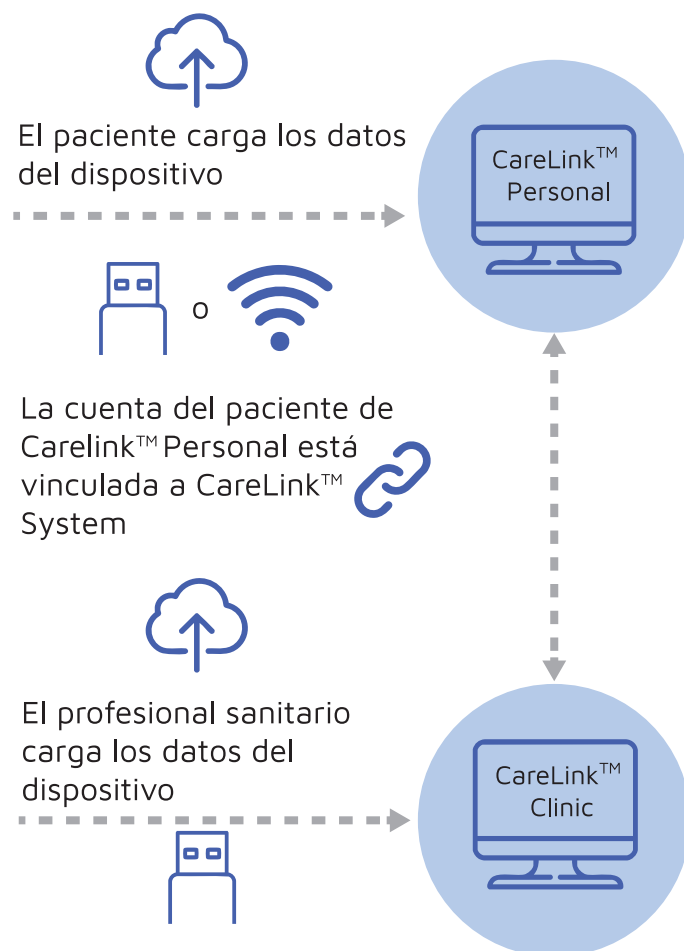 El paciente carga los datos
del dispositivo
CareLink™
Personal
o
La cuenta del paciente de
Carelink™ Personal está
vinculada a CareLink™
System
El profesional sanitario
carga los datos del
dispositivo
CareLink™
Clinic